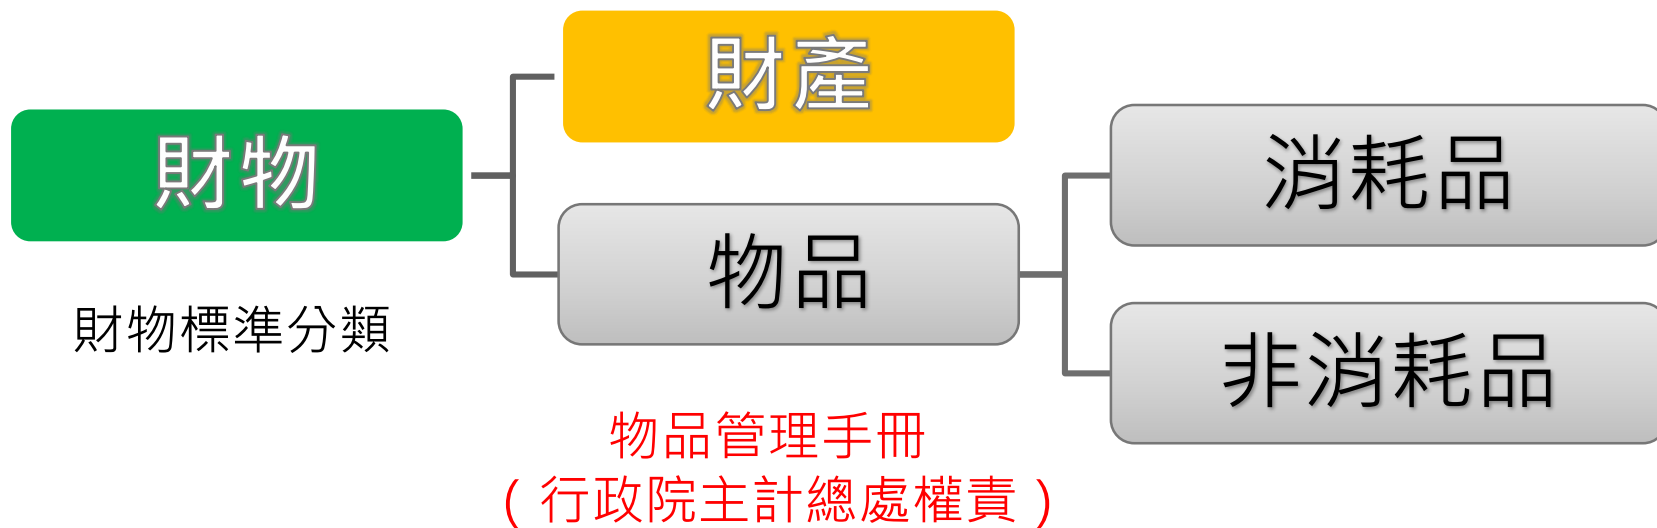 財產
財物
消耗品
物品
財物標準分類
非消耗品
物品管理手冊
( 行政院主計總處權責 )